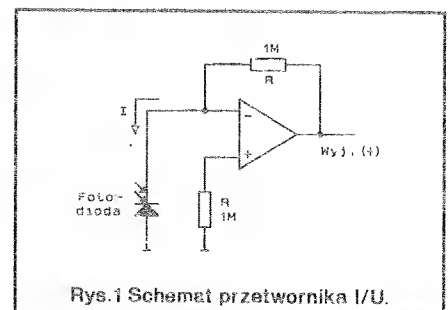 1M
R
I
-
+
Wyj.(+)
Foto-
dioda
R
1M
Rys.1 Schemat przetwornika I/U.